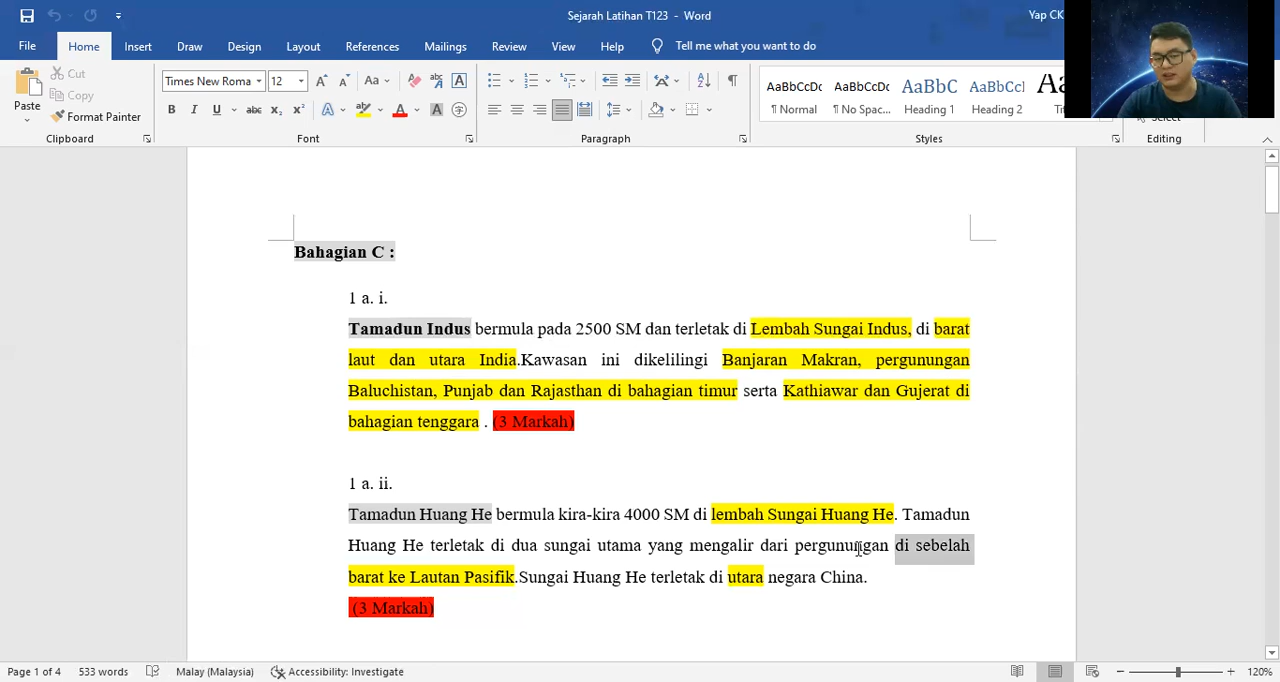 Sejarah Latihan T123 - Word
Yap CK
File Home Insert Draw Design Layout References Mailings Review View Help Tell me what you want to do
Paste
Cut
Copy
Format Painter
Clipboard
Times New Roma 12
Font
Paragraph
AaBbCcDc AaBbCcDc AaBbC AaBbCc
¶ Normal ¶ No Spac... Heading 1 Heading 2
Styles
Select
Editing
Bahagian C :
1 a. i.
Tamadun Indus bermula pada 2500 SM dan terletak di Lembah Sungai Indus, di barat
laut dan utara India.Kawasan ini dikelilingi Banjaran Makran, pergunungan
Baluchistan, Punjab dan Rajasthan di bahagian timur serta Kathiawar dan Gujerat di
bahagian tenggara . (3 Markah)
1 a. ii.
Tamadun Huang He bermula kira-kira 4000 SM di lembah Sungai Huang He. Tamadun
Huang He terletak di dua sungai utama yang mengalir dari pergunungan di sebelah
barat ke Lautan Pasifik.Sungai Huang He terletak di utara negara China.
(3 Markah)
Page 1 of 4 533 words Malay (Malaysia) Accessibility: Investigate 120%